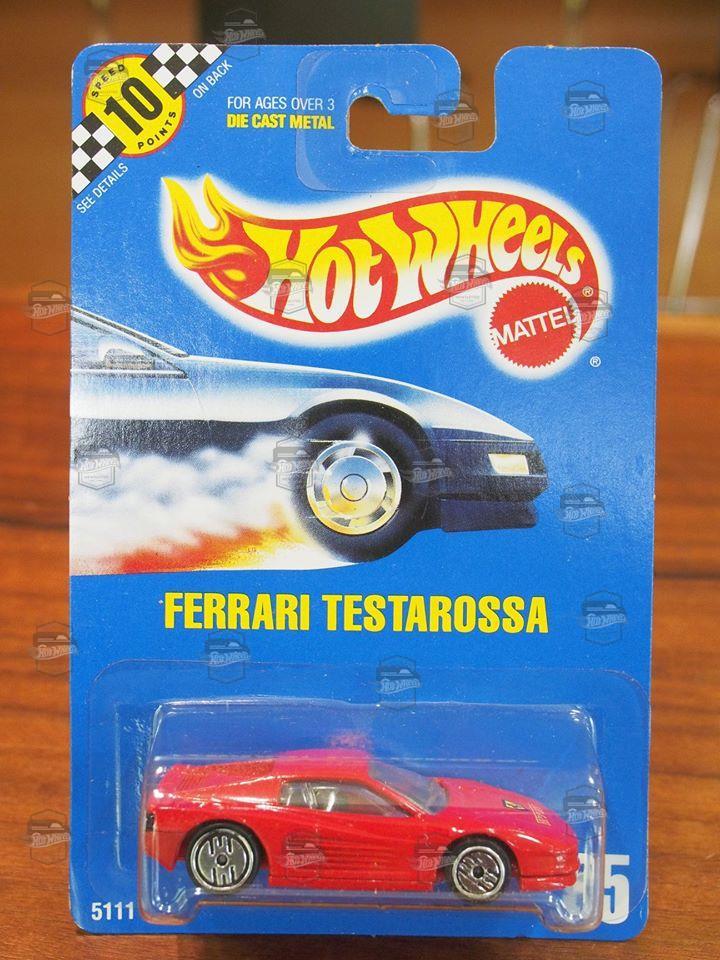 SPEED
10
POINTS
ON BACK
SEE DETAILS
FOR AGES OVER 3
DIE CAST METAL
HOT WHEELS
®
MATTEL
®
FERRARI TESTAROSSA
5111
5